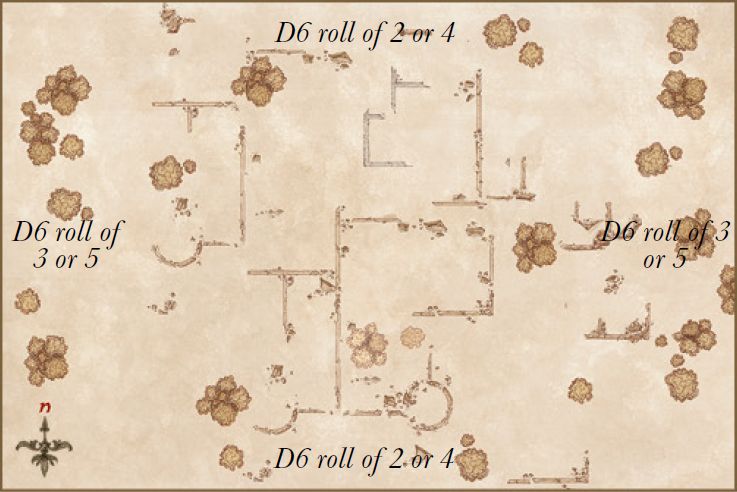 D6 roll of 2 or 4
D6 roll of
3 or 5
D6 roll of 3
or 5
n
D6 roll of 2 or 4